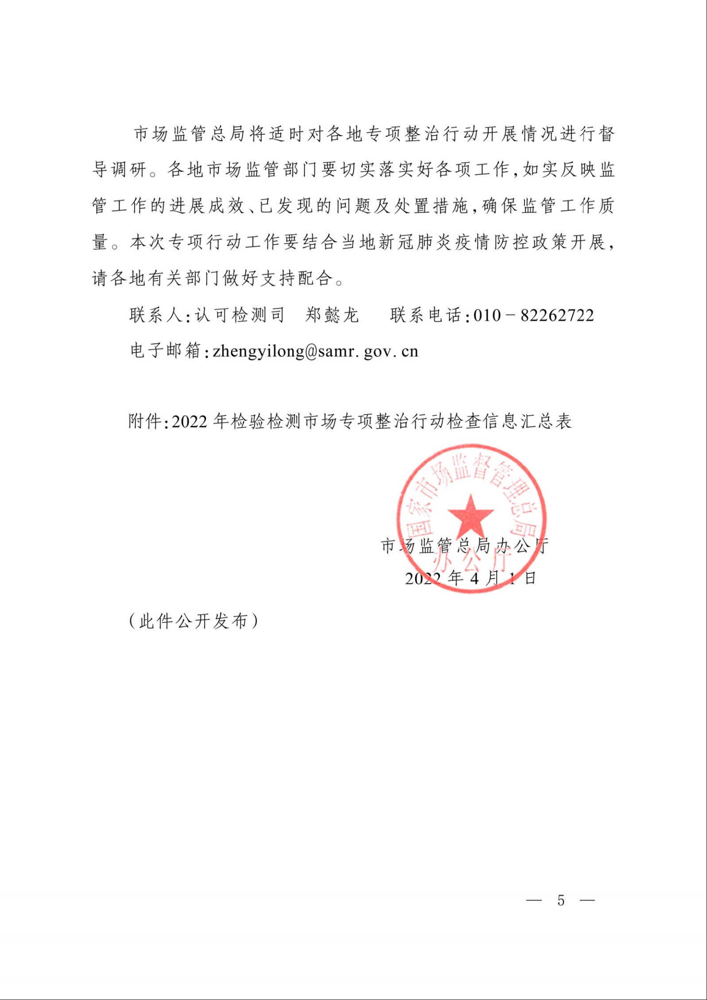 市场监管总局将适时对各地专项整治行动开展情况进行督
导调研。各地市场监管部门要切实落实好各项工作,如实反映监
管工作的进展成效、已发现的问题及处置措施,确保监管工作质
量。本次专项行动工作要结合当地新冠肺炎疫情防控政策开展,
请各地有关部门做好支持配合。
联系人:认可检测司 郑懿龙 联系电话:010-82262722
电子邮箱:zhengyilong@samr.gov.cn
附件:2022年检验检测市场专项整治行动检查信息汇总表
国家市场监督管理总局
市场监管总局办公厅
办公厅
2022年4月1日
(此件公开发布)
— 5 —